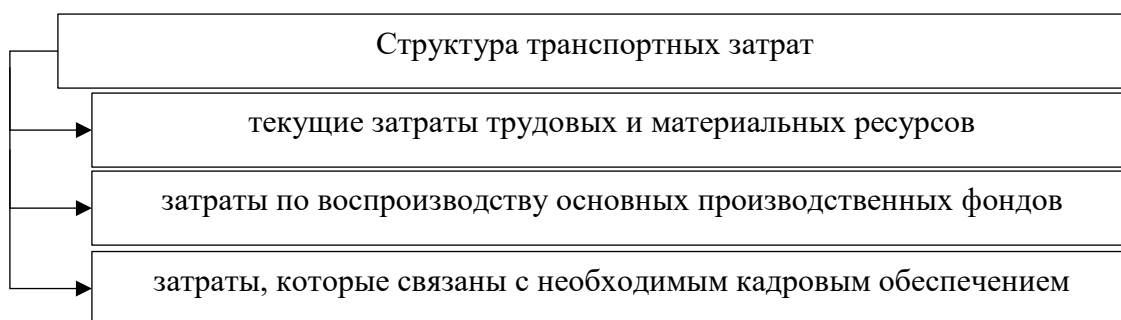 Структура транспортных затрат
текущие затраты трудовых и материальных ресурсов
затраты по воспроизводству основных производственных фондов
затраты, которые связаны с необходимым кадровым обеспечением